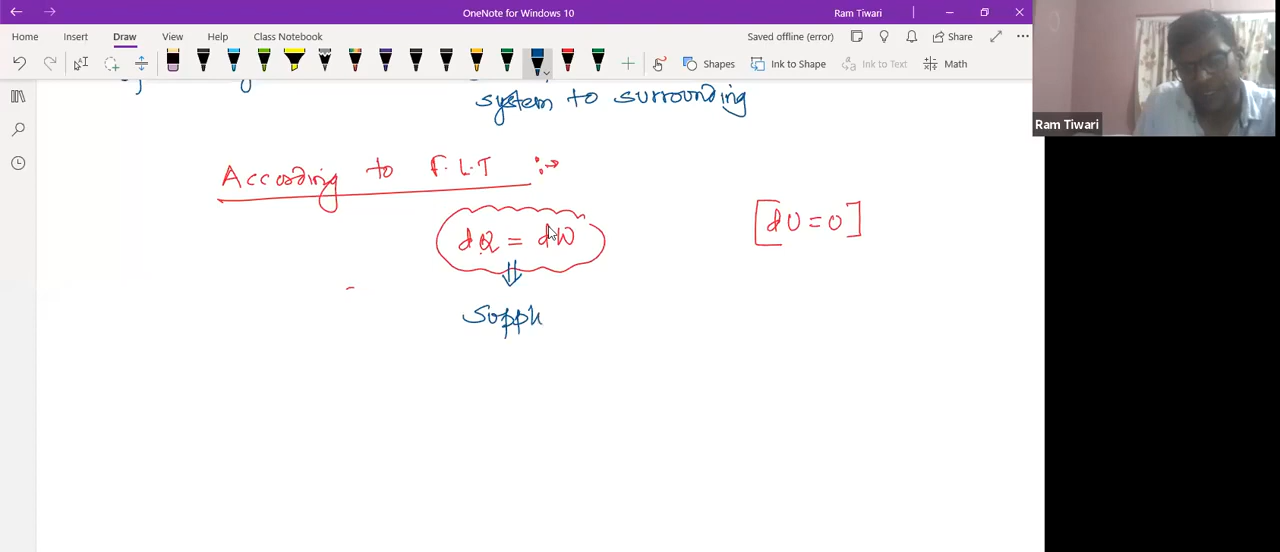 OneNote for Windows 10
Ram Tiwari
Home Insert Draw View Help Class Notebook
Saved offline (error)
Share
Shapes
Ink to Shape
Ink to Text
Math
Ram Tiwari
system to surrounding
According to F.L.T :→
dQ = dW
[dU = 0]
Suppl